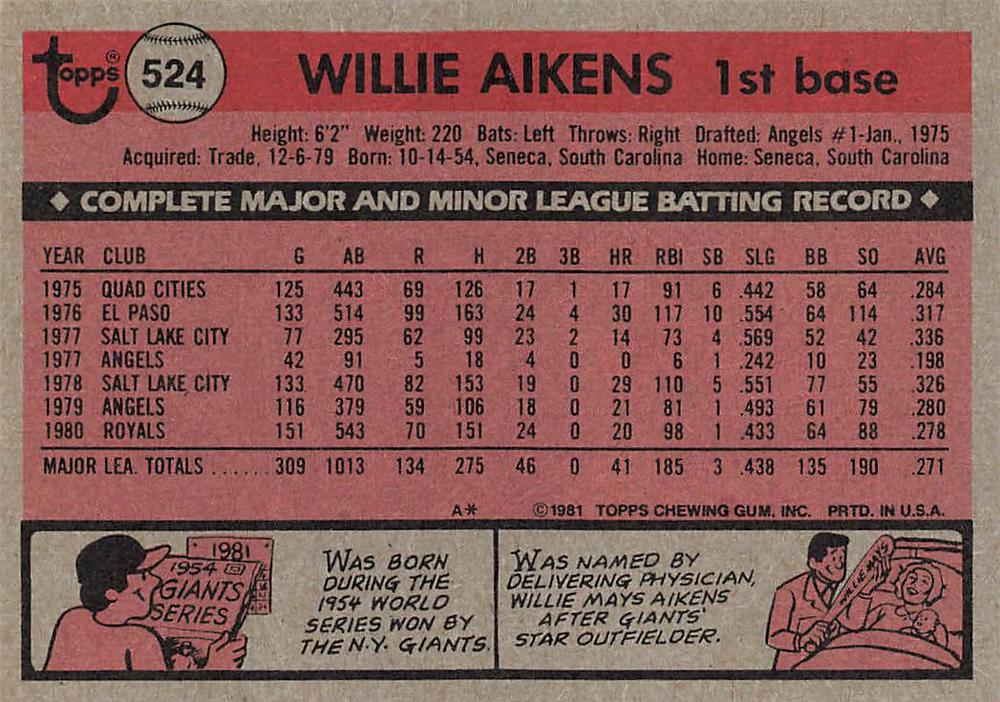 topps® 524 WILLIE AIKENS 1st base
Height: 6'2" Weight: 220 Bats: Left Throws: Right Drafted: Angels #1-Jan., 1975
Acquired: Trade, 12-6-79 Born: 10-14-54, Seneca, South Carolina Home: Seneca, South Carolina
◆ COMPLETE MAJOR AND MINOR LEAGUE BATTING RECORD ◆
YEAR CLUB G AB R H 2B 3B HR RBI SB SLG BB SO AVG
1975 QUAD CITIES 125 443 69 126 17 1 17 91 6 .442 58 64 .284
1976 EL PASO 133 514 99 163 24 4 30 117 10 .554 64 114 .317
1977 SALT LAKE CITY 77 295 62 99 23 2 14 73 4 .569 52 42 .336
1977 ANGELS 42 91 5 18 4 0 0 6 1 .242 10 23 .198
1978 SALT LAKE CITY 133 470 82 153 19 0 29 110 5 .551 77 55 .326
1979 ANGELS 116 379 59 106 18 0 21 81 1 .493 61 79 .280
1980 ROYALS 151 543 70 151 24 0 20 98 1 .433 64 88 .278
MAJOR LEA. TOTALS ...... 309 1013 134 275 46 0 41 185 3 .438 135 190 .271
A* ©1981 TOPPS CHEWING GUM, INC. PRTD. IN U.S.A.
1981
1954
GIANTS
SERIES
WAS BORN
DURING THE
1954 WORLD
SERIES WON BY
THE N.Y. GIANTS.
WAS NAMED BY
DELIVERING PHYSICIAN,
WILLIE MAYS AIKENS
AFTER GIANTS'
STAR OUTFIELDER.
WILLIE MAYS